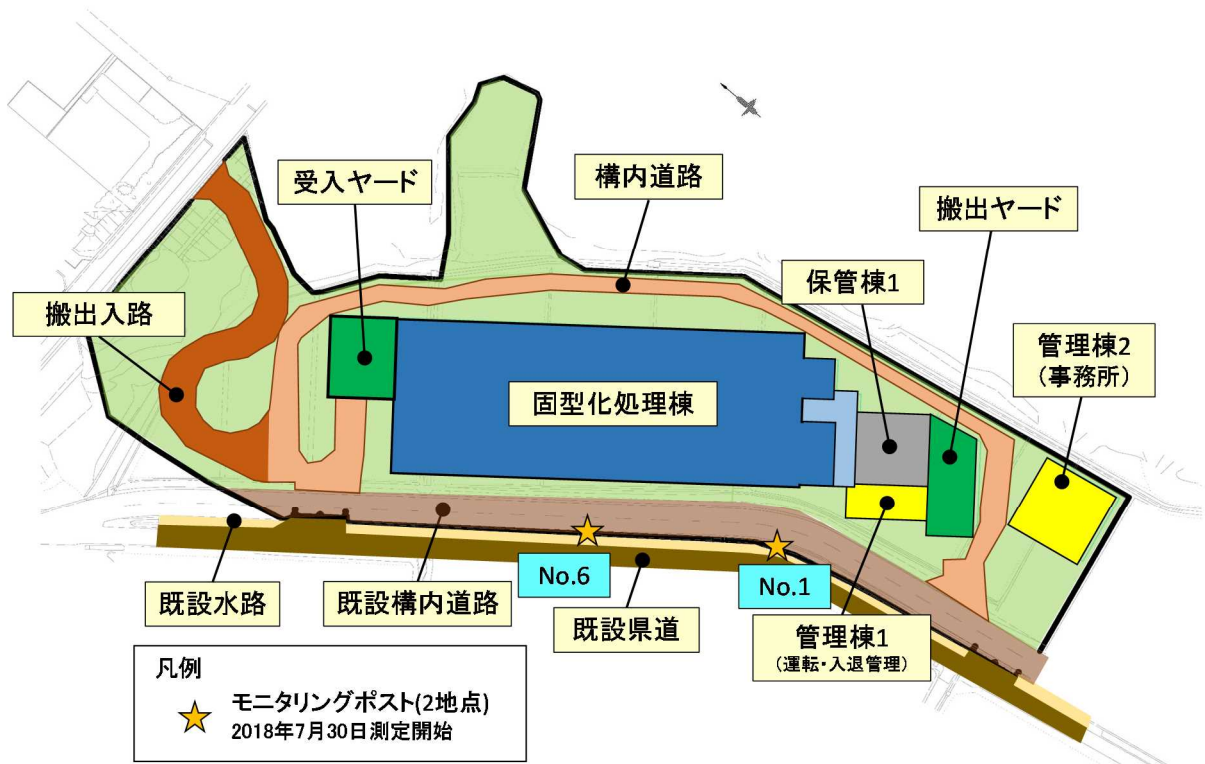 受入ヤード
構内道路
搬出ヤード
保管棟1
搬出入路
管理棟2
(事務所)
固型化処理棟
No.6
No.1
既設水路
既設構内道路
既設県道
管理棟1
(運転・入退管理)
凡例
モニタリングポスト(2地点)
2018年7月30日測定開始